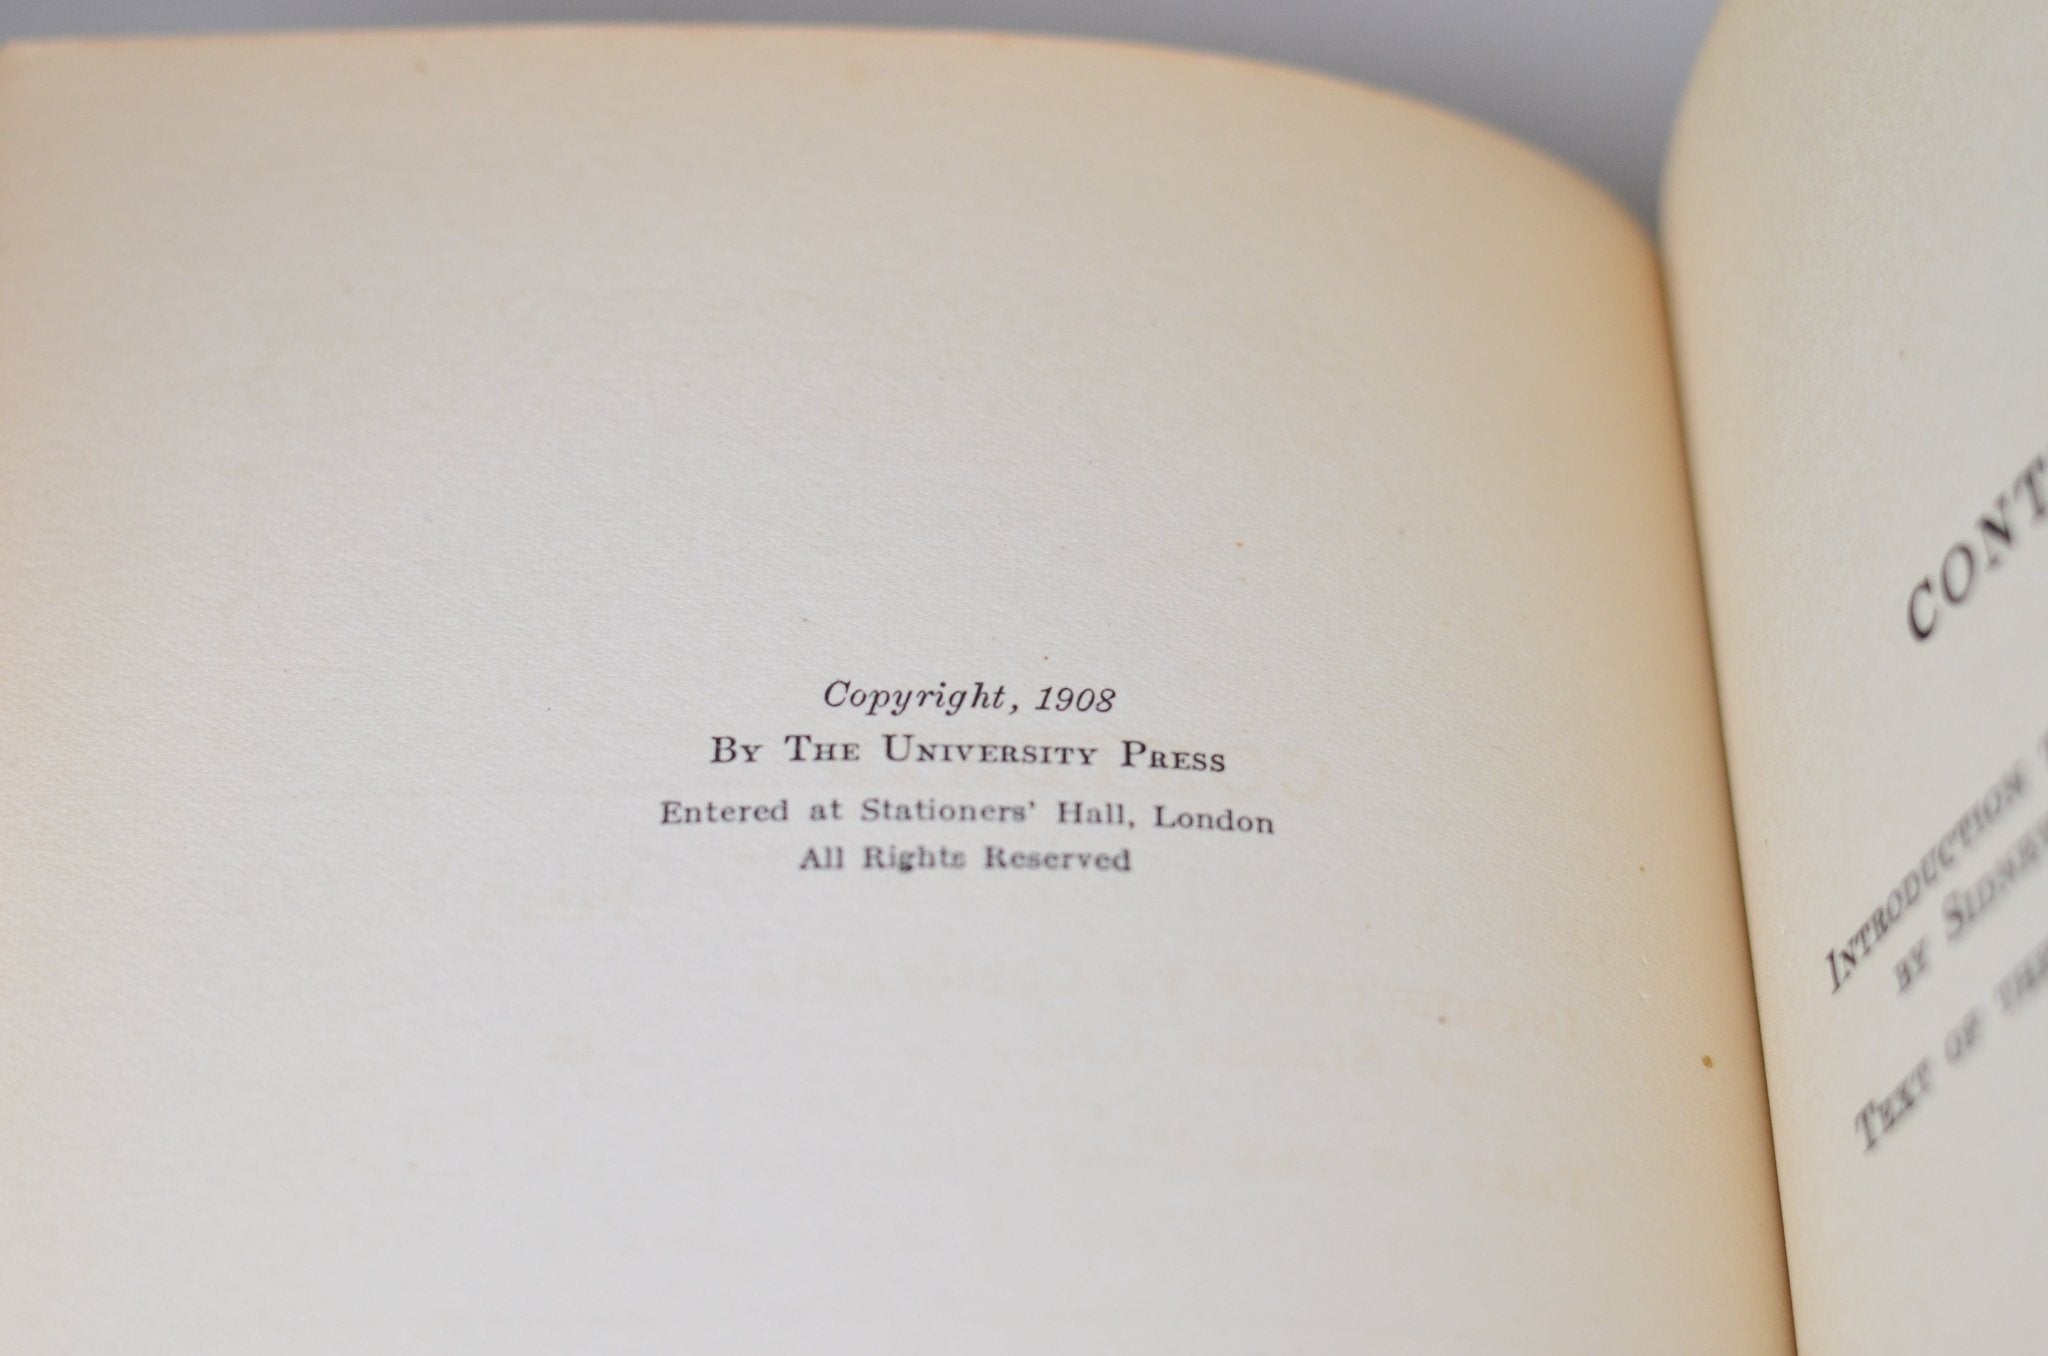 Copyright, 1908
BY THE UNIVERSITY PRESS
Entered at Stationers' Hall, London
All Rights Reserved
CONT
INTRODUCTION
BY SIDNEY
TEXT OF THE